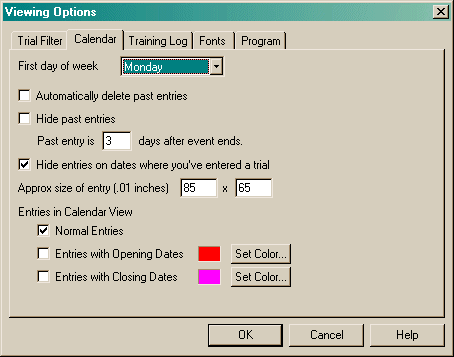 Viewing Options
Trial Filter Calendar Training Log Fonts Program
First day of week Monday
Automatically delete past entries
Hide past entries
Past entry is 3 days after event ends.
Hide entries on dates where you've entered a trial
Approx size of entry (.01 inches) 85 x 65
Entries in Calendar View
Normal Entries
Entries with Opening Dates Set Color...
Entries with Closing Dates Set Color...
OK Cancel Help